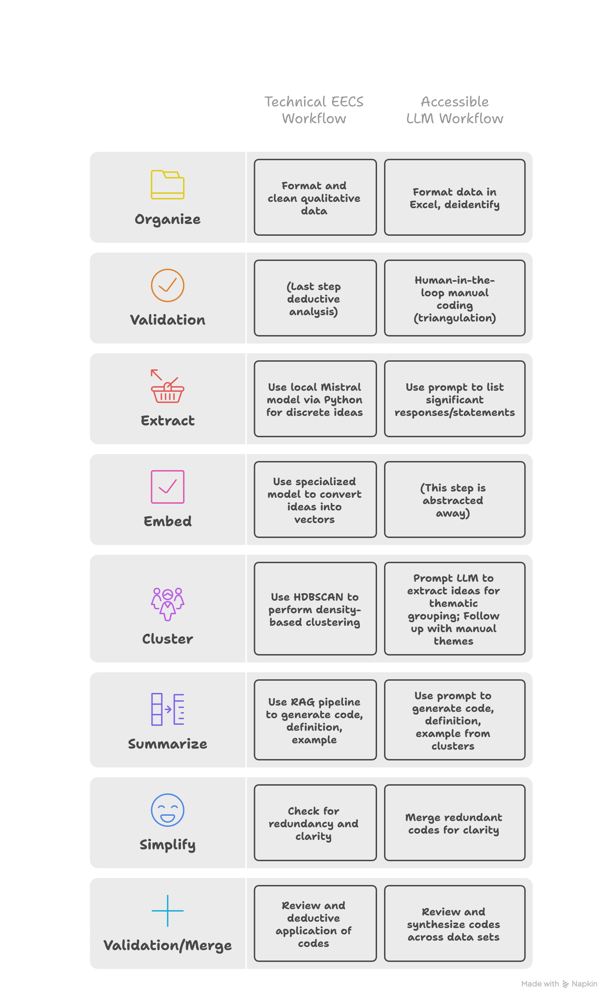 Technical EECS
Workflow
Accessible
LLM Workflow
Organize
Format and
clean qualitative
data
Format data in
Excel, deidentify
Validation
(Last step
deductive
analysis)
Human-in-the-
loop manual
coding
(triangulation)
Extract
Use local Mistral
model via Python
for discrete ideas
Use prompt to list
significant
responses/statements
Embed
Use specialized
model to convert
ideas into
vectors
(This step is
abstracted
away)
Cluster
Use HDBSCAN to
perform density-
based clustering
Prompt LLM to
extract ideas for
thematic
grouping; Follow
up with manual
themes
Summarize
Use RAG pipeline
to generate code,
definition,
example
Use prompt to
generate code,
definition,
example from
clusters
Simplify
Check for
redundancy and
clarity
Merge redundant
codes for clarity
Validation/Merge
Review and
deductive
application of
codes
Review and
synthesize codes
across data sets
Made with Napkin